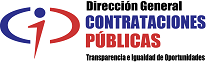 Dirección General
CONTRATACIONES
PÚBLICAS
Transparencia e Igualdad de Oportunidades